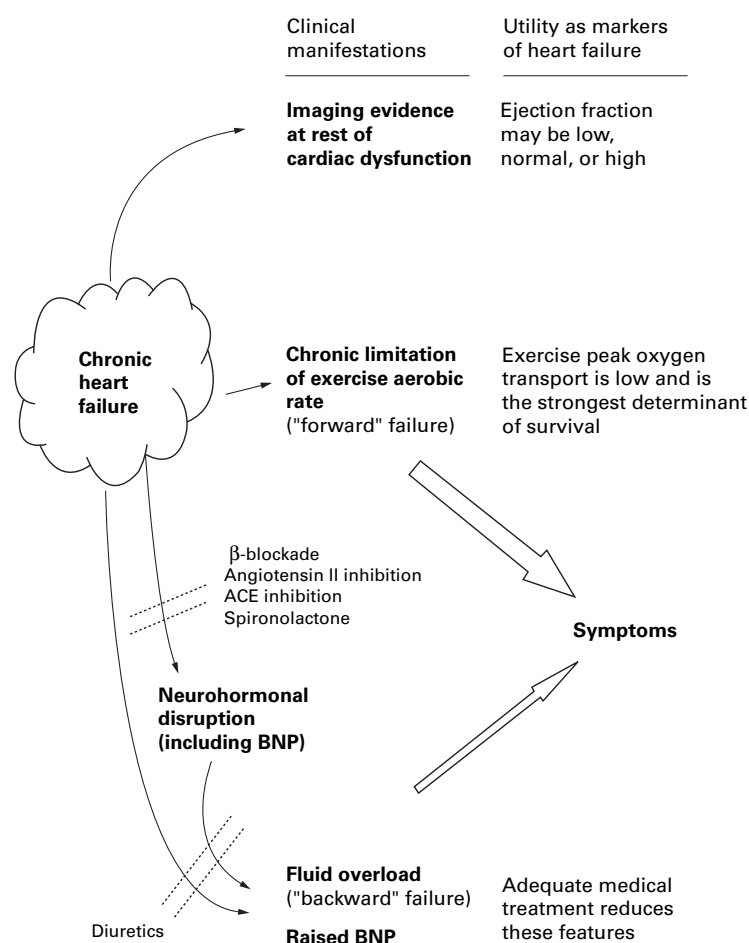 Clinical
manifestations
Utility as markers
of heart failure
Imaging evidence
at rest of
cardiac dysfunction
Ejection fraction
may be low,
normal, or high
Chronic
heart
failure
Chronic limitation
of exercise aerobic
rate
("forward" failure)
Exercise peak oxygen
transport is low and is
the strongest determinant
of survival
β-blockade
Angiotensin II inhibition
ACE inhibition
Spironolactone
Symptoms
Neurohormonal
disruption
(including BNP)
Fluid overload
("backward" failure)
Raised BNP
Adequate medical
treatment reduces
these features
Diuretics